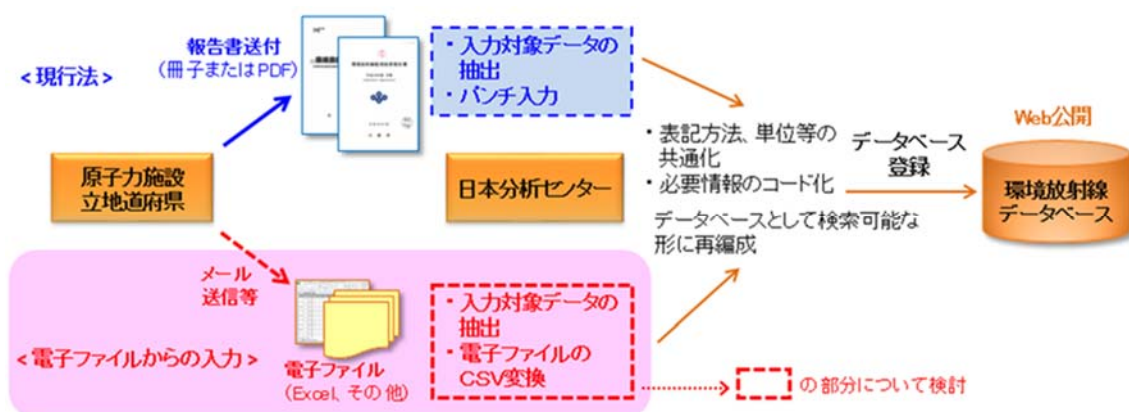 <現行法>
報告書送付
(冊子またはPDF)
・入力対象データの
抽出
・パンチ入力
原子力施設
立地道府県
日本分析センター
・表記方法、単位等の
共通化
・必要情報のコード化
データベースとして検索可能な
形に再編成
データベース
登録
Web公開
環境放射線
データベース
<電子ファイルからの入力>
メール
送信等
電子ファイル
(Excel、その他)
・入力対象データの
抽出
・電子ファイルの
CSV変換
の部分について検討